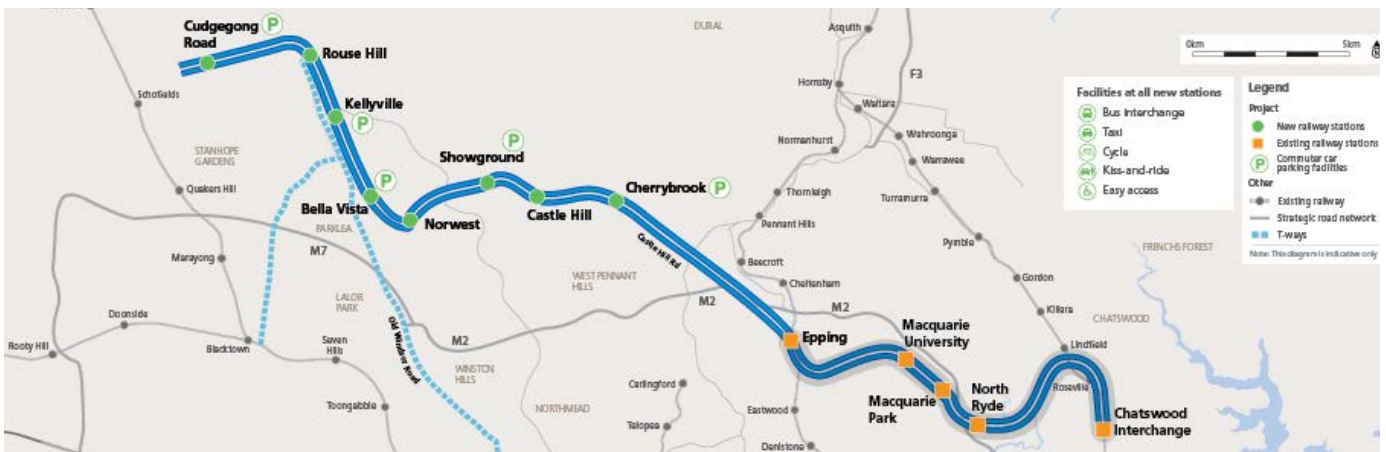 Cudgegong
Road
P
Rouse Hill
Kellyville
P
Schofields
STANHOPE
GARDENS
Quakers Hill
Showground
P
P
Bella Vista
PARKLEA
Norwest
Castle Hill
Cherrybrook
P
M7
Marayong
LALOR
PARK
Old Windsor Road
M2
WEST PENNANT
HILLS
Castle Hill Rd
M2
Doonside
Rooty Hill
Blacktown
Seven
Hills
Toongabbie
WINSTON
HILLS
NORTHMEAD
DURAL
Asquith
F3
Hornsby
Waitara
Normanhurst
Wahroonga
Warrawee
Thornleigh
Turramurra
Pennant Hills
Pymble
Beecroft
Cheltenham
Gordon
M2
Killara
CHATSWOOD
FRENCHS FOREST
Epping
Macquarie
University
Lindfield
Carlingford
Macquarie
Park
North
Ryde
Roseville
Telopea
Eastwood
Denistone
Chatswood
Interchange
0km
5km
N
Facilities at all new stations
Bus Interchange
Taxi
Cycle
Kiss-and-ride
Easy access
Legend
Project
New railway stations
Existing railway stations
P
Commuter car
parking facilities
Other
Existing railway
Strategic road network
T-ways
Note: This diagram is indicative only